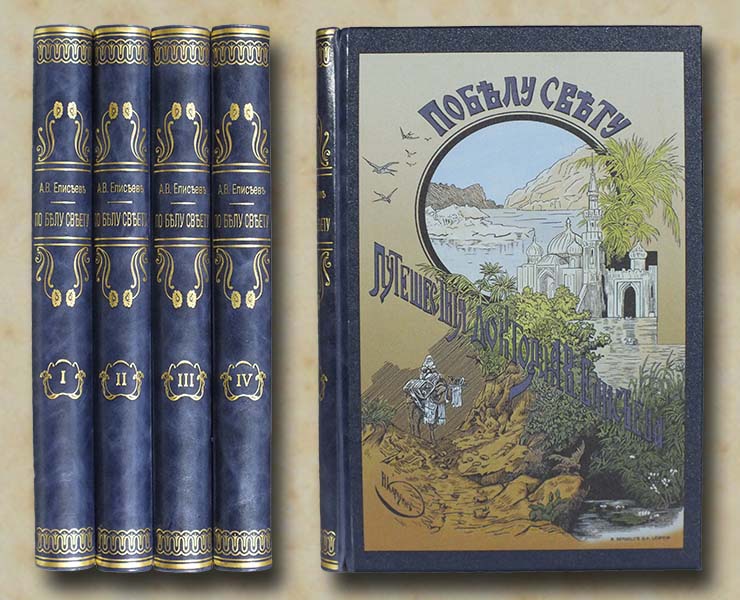 А.В. Елисѣевъ
ПО БѢЛУ СВѢТУ
I
А.В. Елисѣевъ
ПО БѢЛУ СВѢТУ
II
А.В. Елисѣевъ
ПО БѢЛУ СВѢТУ
III
А.В. Елисѣевъ
ПО БѢЛУ СВѢТУ
IV
ПО БѢЛУ СВѢТУ
ПУТЕШЕСТВІЯ ДОКТОРА А.В. ЕЛИСѢЕВА